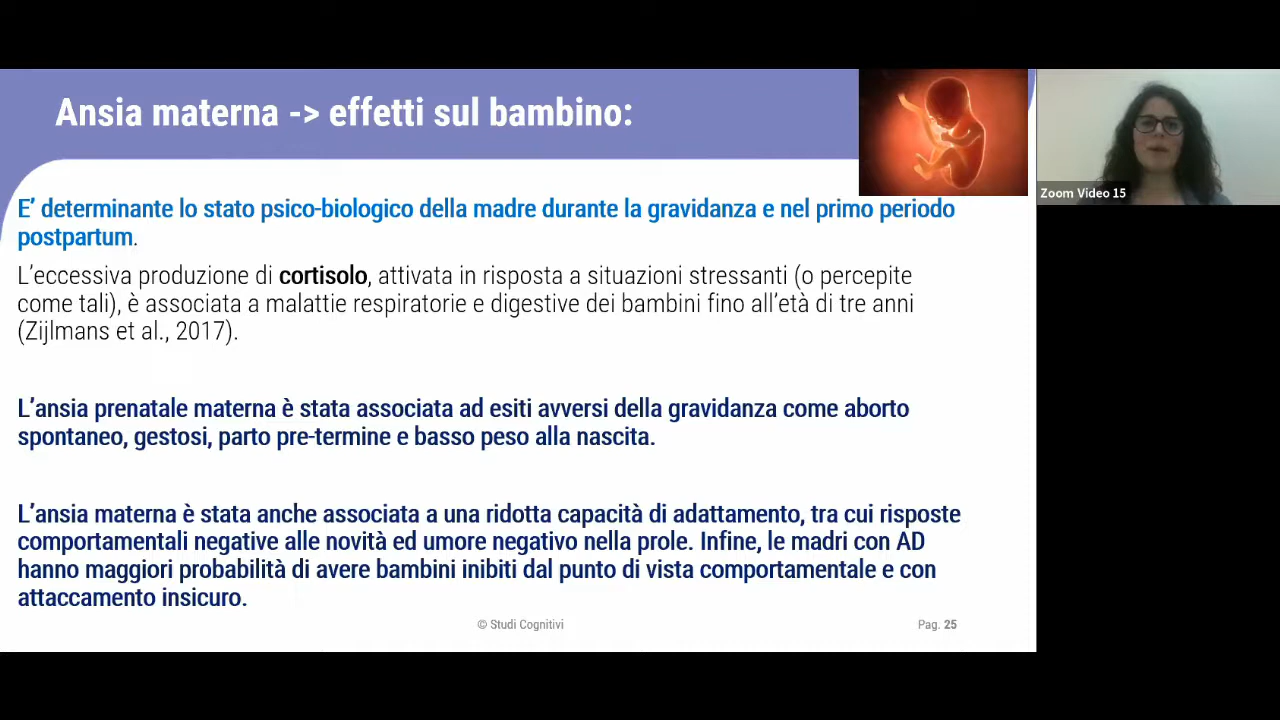 Ansia materna -> effetti sul bambino:
Zoom Video 15
E' determinante lo stato psico-biologico della madre durante la gravidanza e nel primo periodo
postpartum.
L'eccessiva produzione di cortisolo, attivata in risposta a situazioni stressanti (o percepite
come tali), è associata a malattie respiratorie e digestive dei bambini fino all'età di tre anni
(Zijlmans et al., 2017).
L'ansia prenatale materna è stata associata ad esiti avversi della gravidanza come aborto
spontaneo, gestosi, parto pre-termine e basso peso alla nascita.
L'ansia materna è stata anche associata a una ridotta capacità di adattamento, tra cui risposte
comportamentali negative alle novità ed umore negativo nella prole. Infine, le madri con AD
hanno maggiori probabilità di avere bambini inibiti dal punto di vista comportamentale e con
attaccamento insicuro.
© Studi Cognitivi
Pag. 25